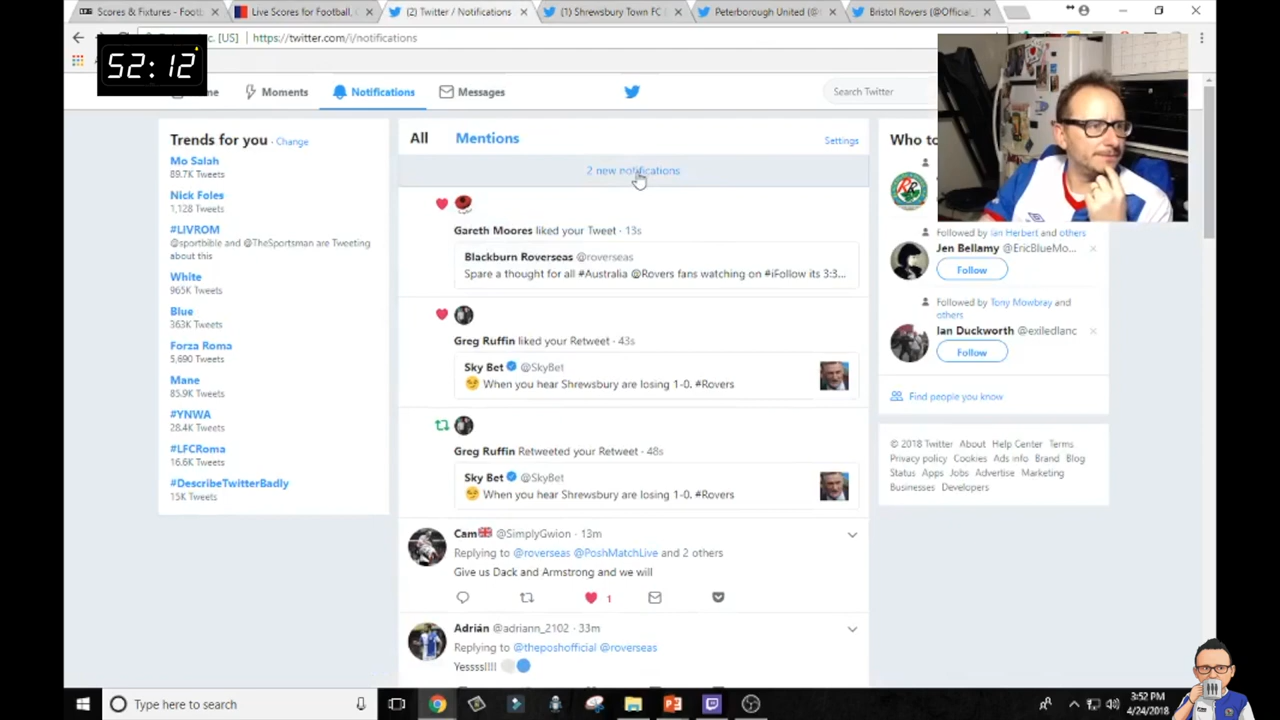 Scores & Fixtures - Footb
Live Scores for Football,
(2) Twitter / Notifications
(1) Shrewsbury Town FC
Peterborough United (@
Bristol Rovers (@Official_
[US]
https://twitter.com/i/notifications
52:12
Moments
Notifications
Messages
Search Twitter
Trends for you · Change
Mo Salah
89.7K Tweets
Nick Foles
1,128 Tweets
#LIVROM
@sportbible and @TheSportsman are Tweeting
about this
White
965K Tweets
Blue
363K Tweets
Forza Roma
5,690 Tweets
Mane
85.9K Tweets
#YNWA
28.4K Tweets
#LFCRoma
16.6K Tweets
#DescribeTwitterBadly
15K Tweets
All
Mentions
Settings
2 new notifications
Gareth Moores liked your Tweet · 13s
Blackburn Roverseas @roverseas
Spare a thought for all #Australia @Rovers fans watching on #iFollow its 3:3...
Greg Ruffin liked your Retweet · 43s
Sky Bet @SkyBet
😏 When you hear Shrewsbury are losing 1-0. #Rovers
Greg Ruffin Retweeted your Retweet · 48s
Sky Bet @SkyBet
😏 When you hear Shrewsbury are losing 1-0. #Rovers
Cam🇬🇧 @SimplyGwion · 13m
Replying to @roverseas @PoshMatchLive and 2 others
Give us Dack and Armstrong and we will
1
Adrián @adriann_2102 · 33m
Replying to @theposhofficial @roverseas
Yessss!!!! ⚪🔵
Who to
Followed by Ian Herbert and others
Jen Bellamy @EricBlueMo...
Follow
Followed by Tony Mowbray and
others
Ian Duckworth @exiledlanc
Follow
Find people you know
© 2018 Twitter About Help Center Terms
Privacy policy Cookies Ads info Brand Blog
Status Apps Jobs Advertise Marketing
Businesses Developers
Type here to search
3:52 PM
4/24/2018